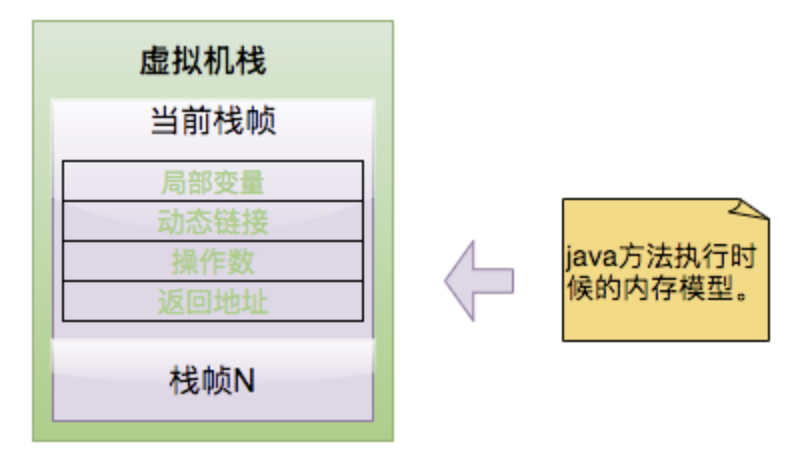 虚拟机栈
当前栈帧
局部变量
动态链接
操作数
返回地址
栈帧N
java方法执行时
候的内存模型。